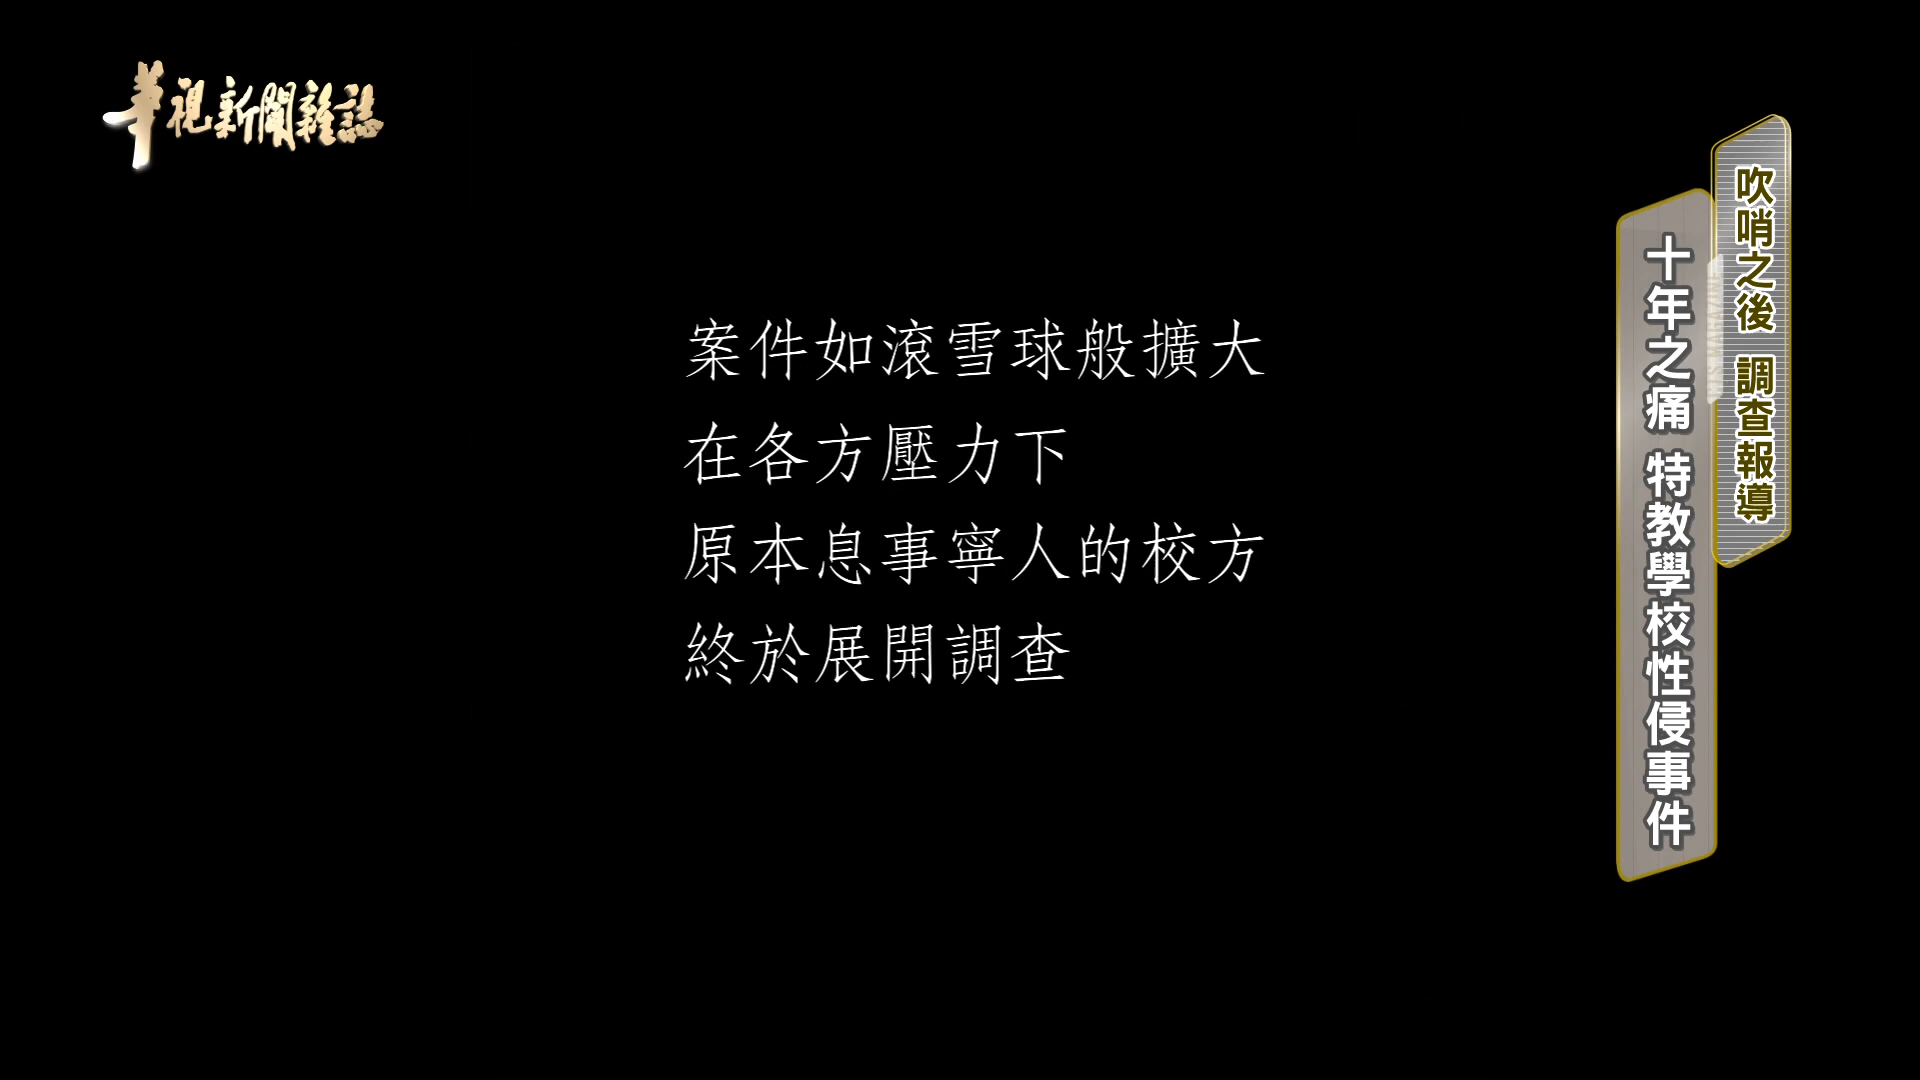 華視新聞雜誌
吹哨之後 調查報導
十年之痛 特教學校性侵事件
案件如滾雪球般擴大
在各方壓力下
原本息事寧人的校方
終於展開調查